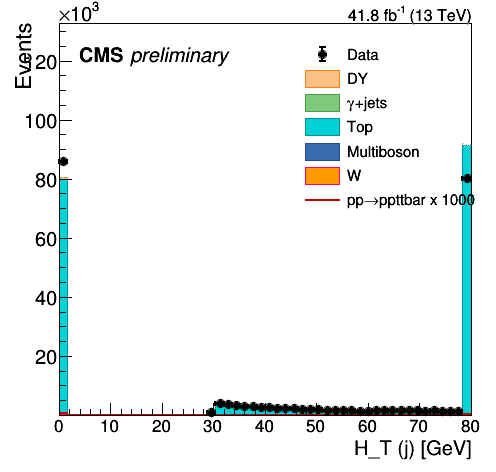 ×10³
41.8 fb⁻¹ (13 TeV)
Events
CMS preliminary
Data
DY
γ+jets
Top
Multiboson
W
pp→ppttbar x 1000
120
100
80
60
40
20
0 10 20 30 40 50 60 70 80
H_T (j) [GeV]